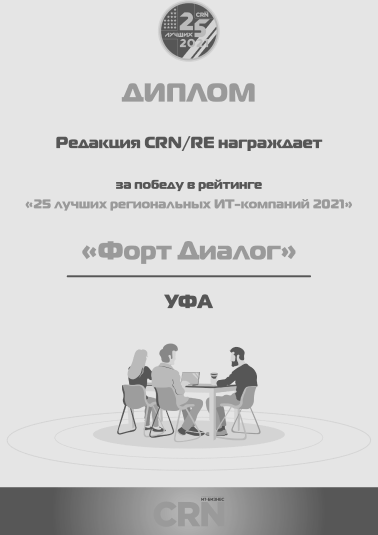 CRN
25
ЛУЧШИХ
2021
ДИПЛОМ
Редакция CRN/RE награждает
за победу в рейтинге
«25 лучших региональных ИТ-компаний 2021»
«Форт Диалог»
УФА
ИТ-БИЗНЕС
CRN